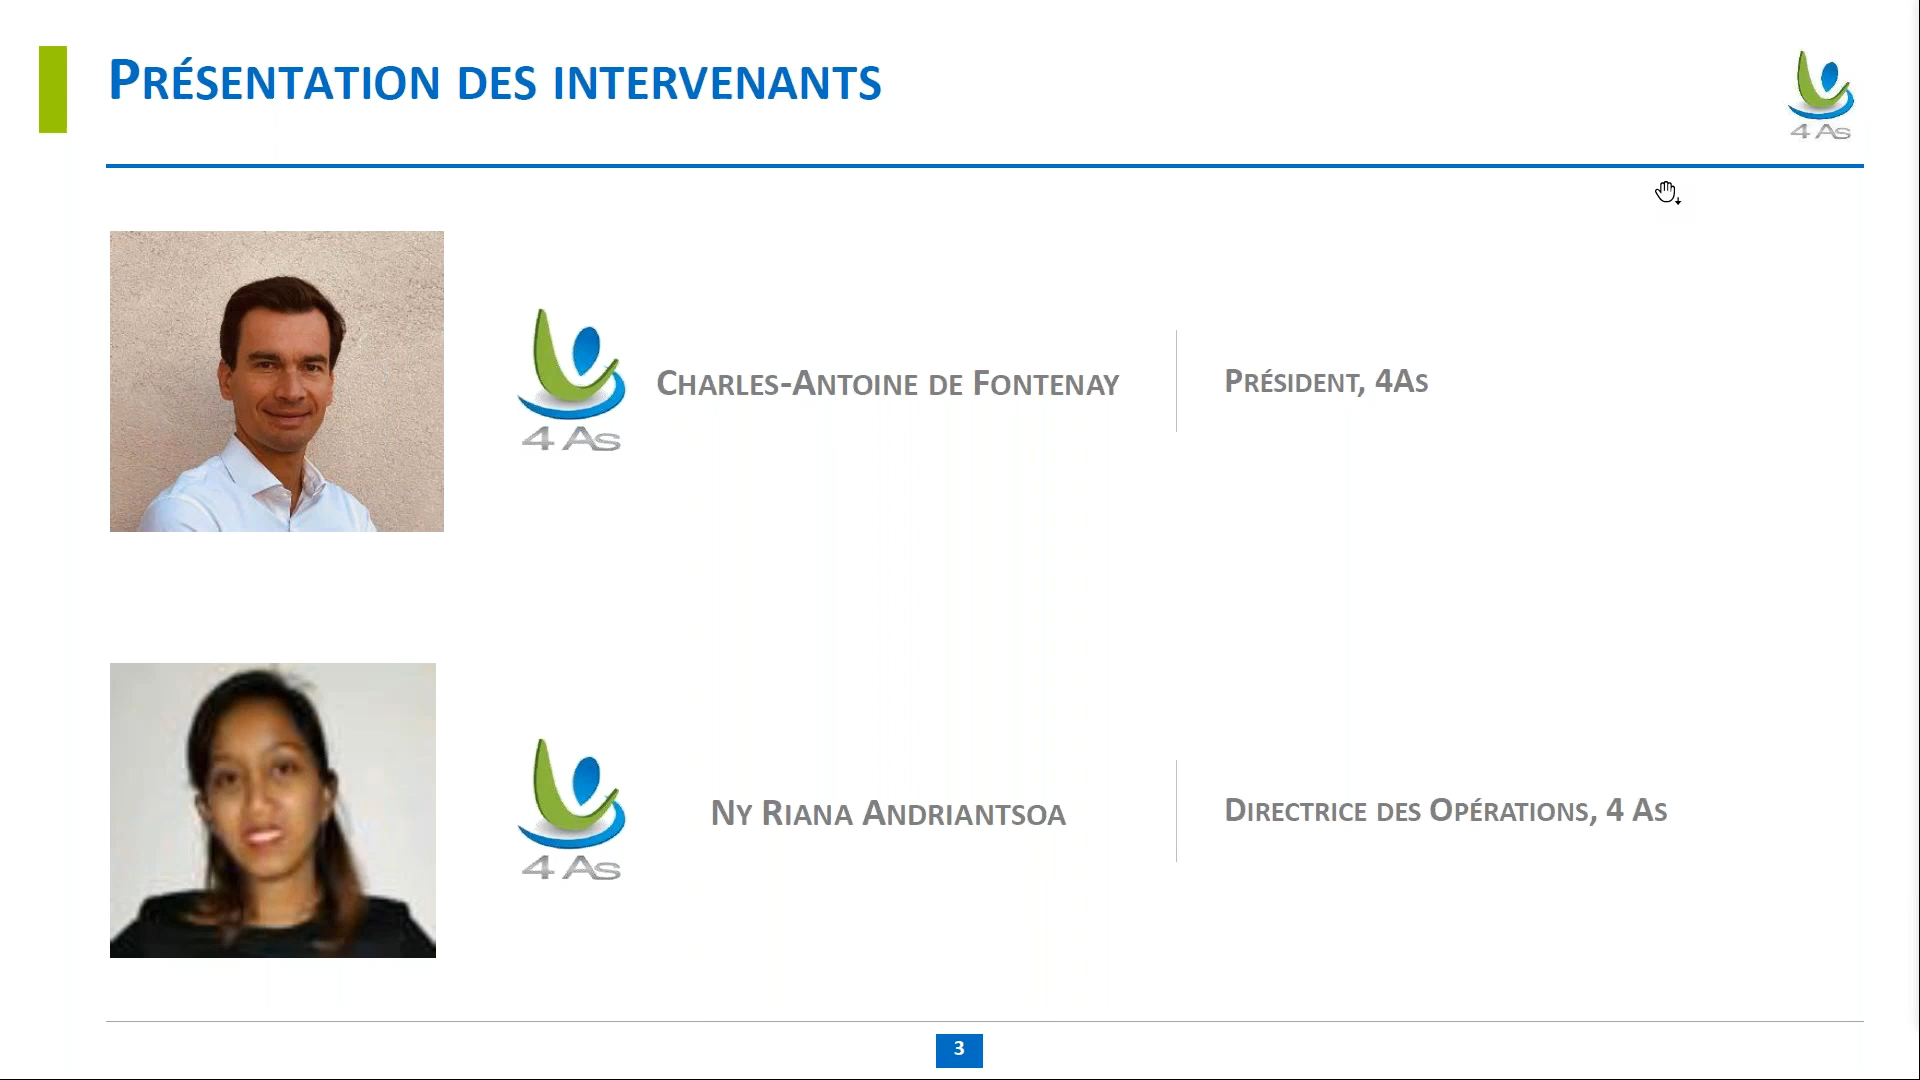 PRÉSENTATION DES INTERVENANTS
4 As
4 As
CHARLES-ANTOINE DE FONTENAY
PRÉSIDENT, 4AS
4 As
NY RIANA ANDRIANTSOA
DIRECTRICE DES OPÉRATIONS, 4 AS
3